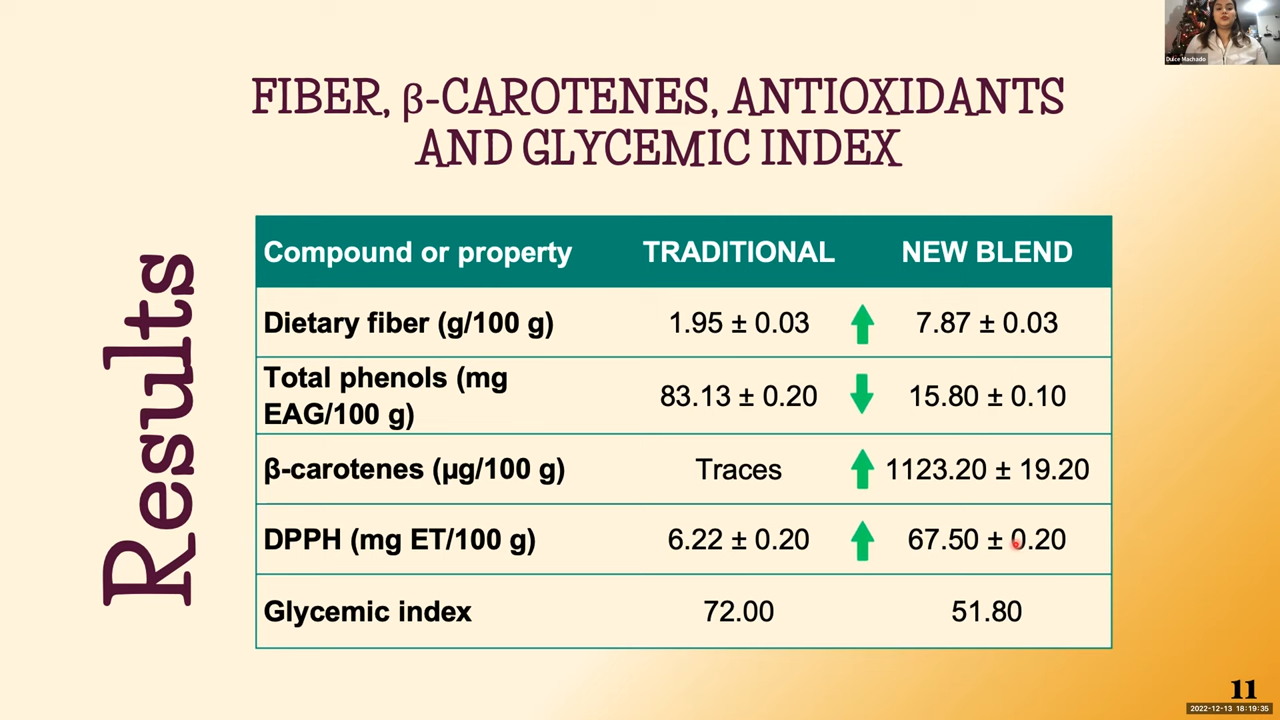 Dulce Machado
FIBER, β-CAROTENES, ANTIOXIDANTS
AND GLYCEMIC INDEX
Results
Compound or property TRADITIONAL NEW BLEND
Dietary fiber (g/100 g) 1.95 ± 0.03 7.87 ± 0.03
Total phenols (mg
EAG/100 g) 83.13 ± 0.20 15.80 ± 0.10
β-carotenes (µg/100 g) Traces 1123.20 ± 19.20
DPPH (mg ET/100 g) 6.22 ± 0.20 67.50 ± 0.20
Glycemic index 72.00 51.80
11
2022-12-13 18:19:35